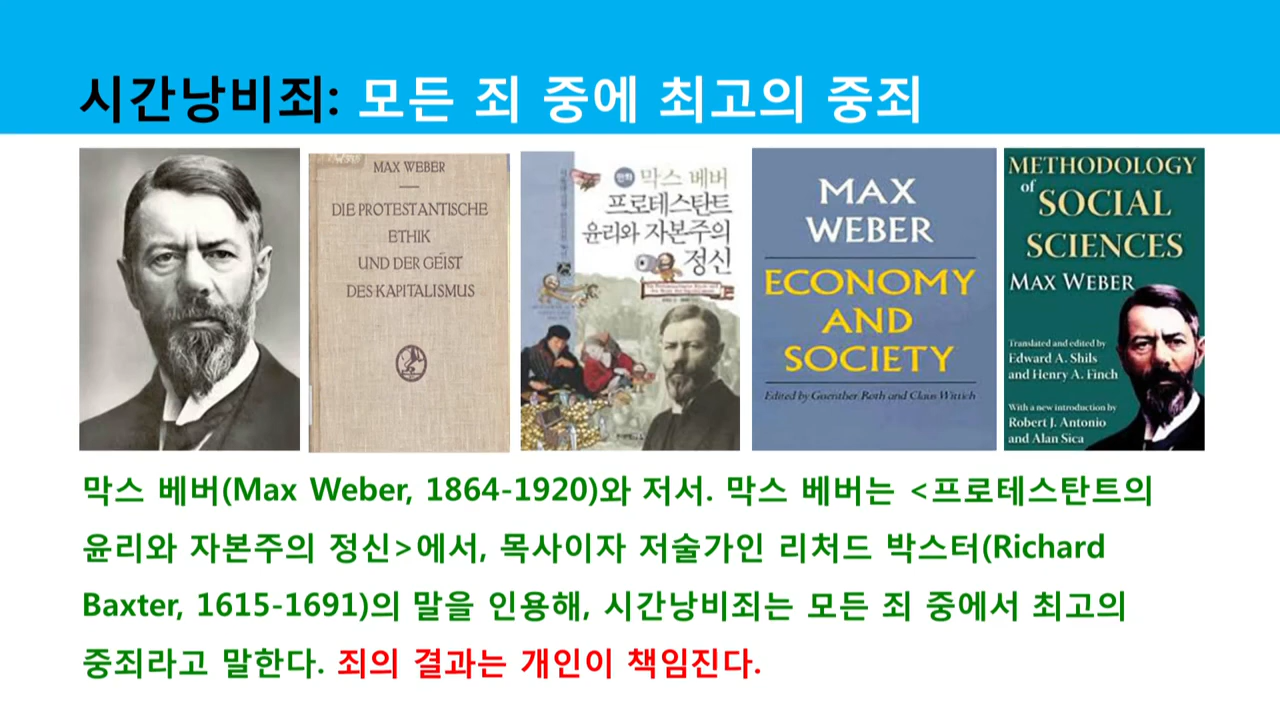 시간낭비죄: 모든 죄 중에 최고의 중죄
MAX WEBER
DIE PROTESTANTISCHE
ETHIK
UND DER GEIST
DES KAPITALISMUS
만화 막스 베버
프로테스탄트
윤리와 자본주의
정신
MAX
WEBER
ECONOMY
AND
SOCIETY
Edited by Guenther Roth and Claus Wittich
METHODOLOGY
of
SOCIAL
SCIENCES
MAX WEBER
Translated and edited by
Edward A. Shils
and Henry A. Finch
With a new introduction by
Robert J. Antonio
and Alan Sica
막스 베버(Max Weber, 1864-1920)와 저서. 막스 베버는 <프로테스탄트의
윤리와 자본주의 정신>에서, 목사이자 저술가인 리처드 박스터(Richard
Baxter, 1615-1691)의 말을 인용해, 시간낭비죄는 모든 죄 중에서 최고의
중죄라고 말한다. 죄의 결과는 개인이 책임진다.